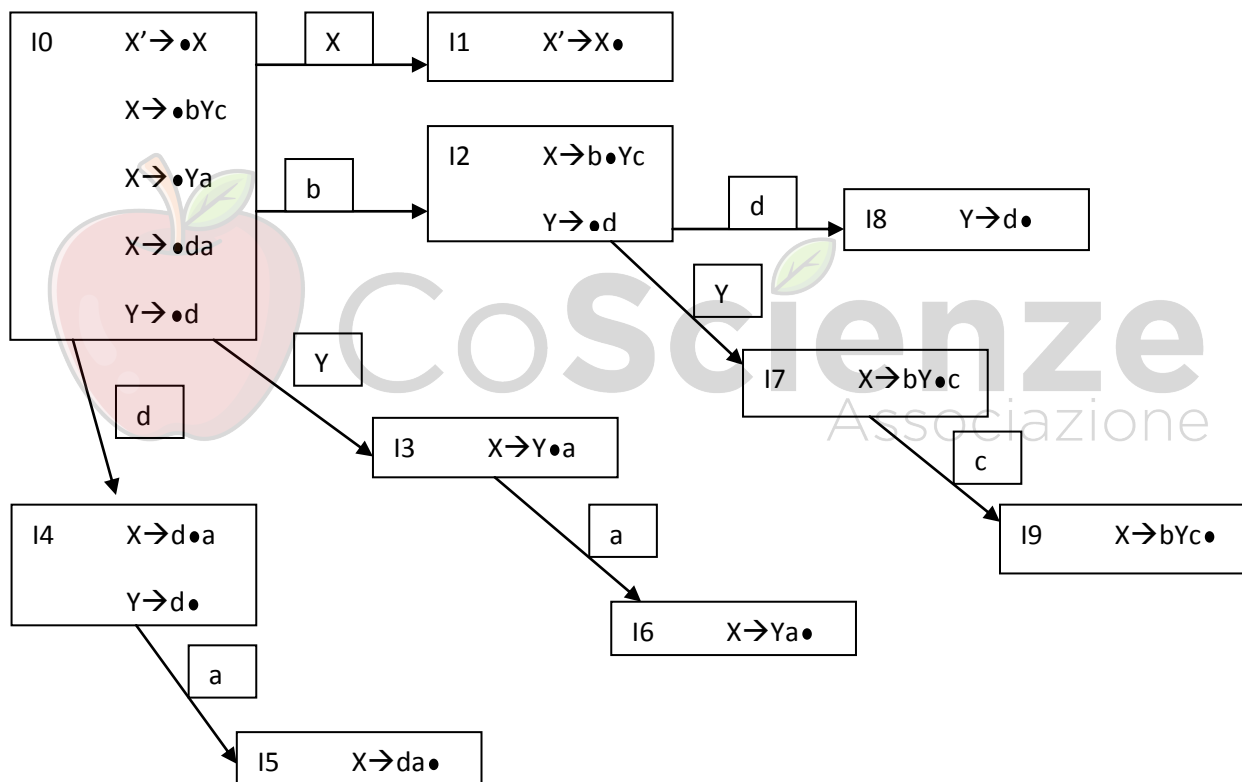 I0 X’→●X
X→●bYc
X→●Ya
X→●da
Y→●d
X
I1 X’→X●
b
I2 X→b●Yc
Y→●d
d
I8 Y→d●
Y
I7 X→bY●c
c
I9 X→bYc●
Y
I3 X→Y●a
a
I6 X→Ya●
d
I4 X→d●a
Y→d●
a
I5 X→da●
CoScienze
Associazione